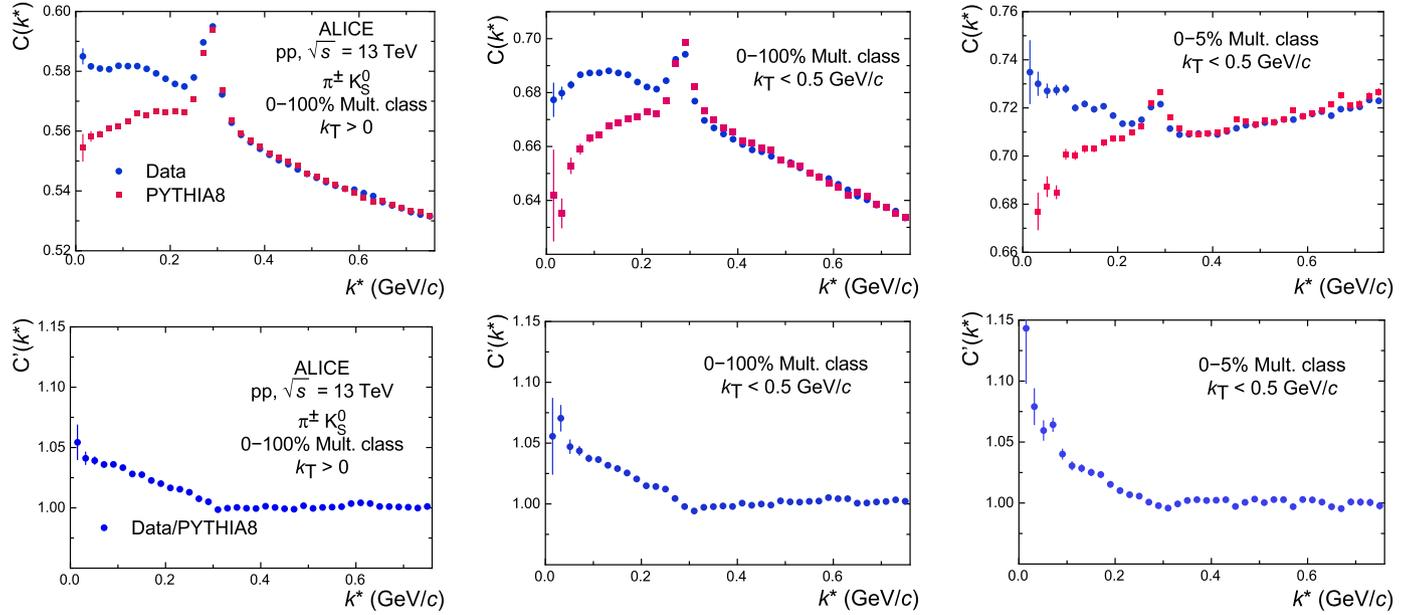 C(k*)
0.60
0.58
0.56
0.54
0.52
0.0
0.2
0.4
0.6
k* (GeV/c)
ALICE
pp, √s = 13 TeV
π± K⁰S
0−100% Mult. class
kT > 0
Data
PYTHIA8
C(k*)
0.70
0.68
0.66
0.64
0.0
0.2
0.4
0.6
k* (GeV/c)
0−100% Mult. class
kT < 0.5 GeV/c
C(k*)
0.76
0.74
0.72
0.70
0.68
0.66
0.0
0.2
0.4
0.6
k* (GeV/c)
0−5% Mult. class
kT < 0.5 GeV/c
C'(k*)
1.15
1.10
1.05
1.00
0.0
0.2
0.4
0.6
k* (GeV/c)
ALICE
pp, √s = 13 TeV
π± K⁰S
0−100% Mult. class
kT > 0
Data/PYTHIA8
C'(k*)
1.15
1.10
1.05
1.00
0.0
0.2
0.4
0.6
k* (GeV/c)
0−100% Mult. class
kT < 0.5 GeV/c
C'(k*)
1.15
1.10
1.05
1.00
0.0
0.2
0.4
0.6
k* (GeV/c)
0−5% Mult. class
kT < 0.5 GeV/c